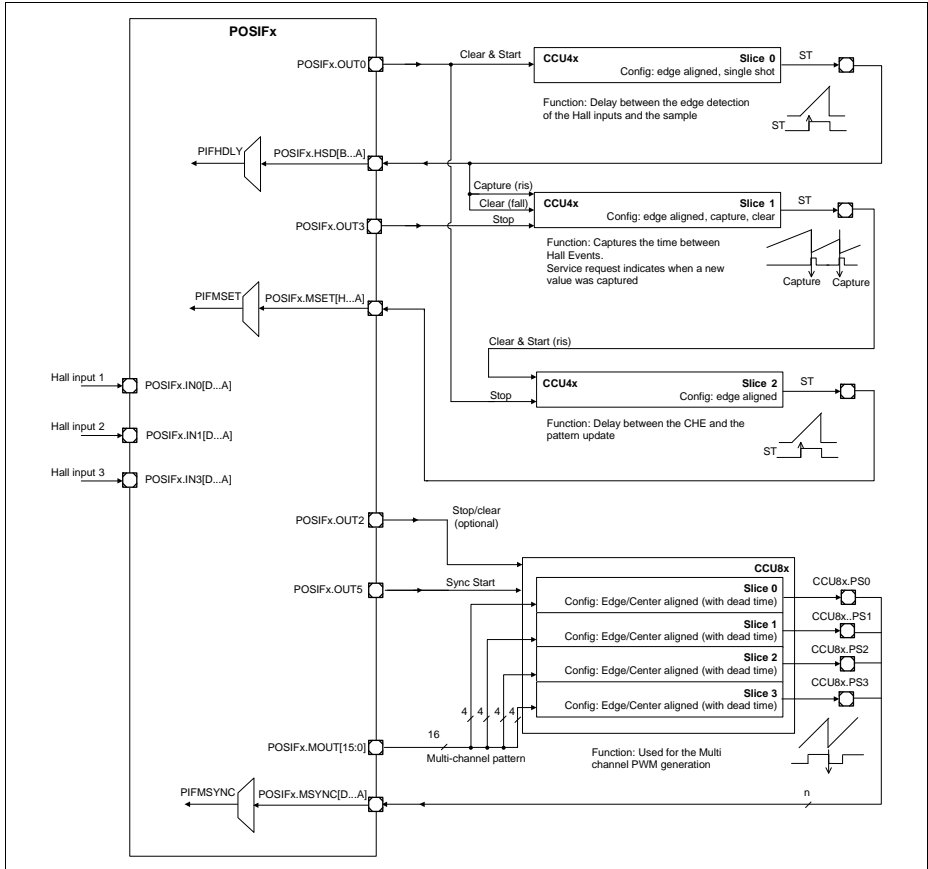 POSIFx
POSIFx.OUT0
Clear & Start
CCU4x
Slice 0
Config: edge aligned, single shot
ST
Function: Delay between the edge detection
of the Hall inputs and the sample
ST
PIFHDLY
POSIFx.HSD[B...A]
Capture (ris)
Clear (fall)
POSIFx.OUT3
Stop
CCU4x
Slice 1
Config: edge aligned, capture, clear
ST
Function: Captures the time between
Hall Events.
Service request indicates when a new
value was captured
Capture
Capture
PIFMSET
POSIFx.MSET[H...A]
Clear & Start (ris)
Hall input 1
POSIFx.IN0[D...A]
Stop
CCU4x
Slice 2
Config: edge aligned
ST
Function: Delay between the CHE and the
pattern update
ST
Hall input 2
POSIFx.IN1[D...A]
Hall input 3
POSIFx.IN3[D...A]
POSIFx.OUT2
Stop/clear
(optional)
CCU8x
POSIFx.OUT5
Sync Start
Slice 0
Config: Edge/Center aligned (with dead time)
CCU8x.PS0
Slice 1
Config: Edge/Center aligned (with dead time)
CCU8x..PS1
Slice 2
Config: Edge/Center aligned (with dead time)
CCU8x.PS2
Slice 3
Config: Edge/Center aligned (with dead time)
CCU8x.PS3
4
4
4
4
POSIFx.MOUT[15:0]
16
Multi-channel pattern
Function: Used for the Multi
channel PWM generation
PIFMSYNC
POSIFx.MSYNC[D...A]
n